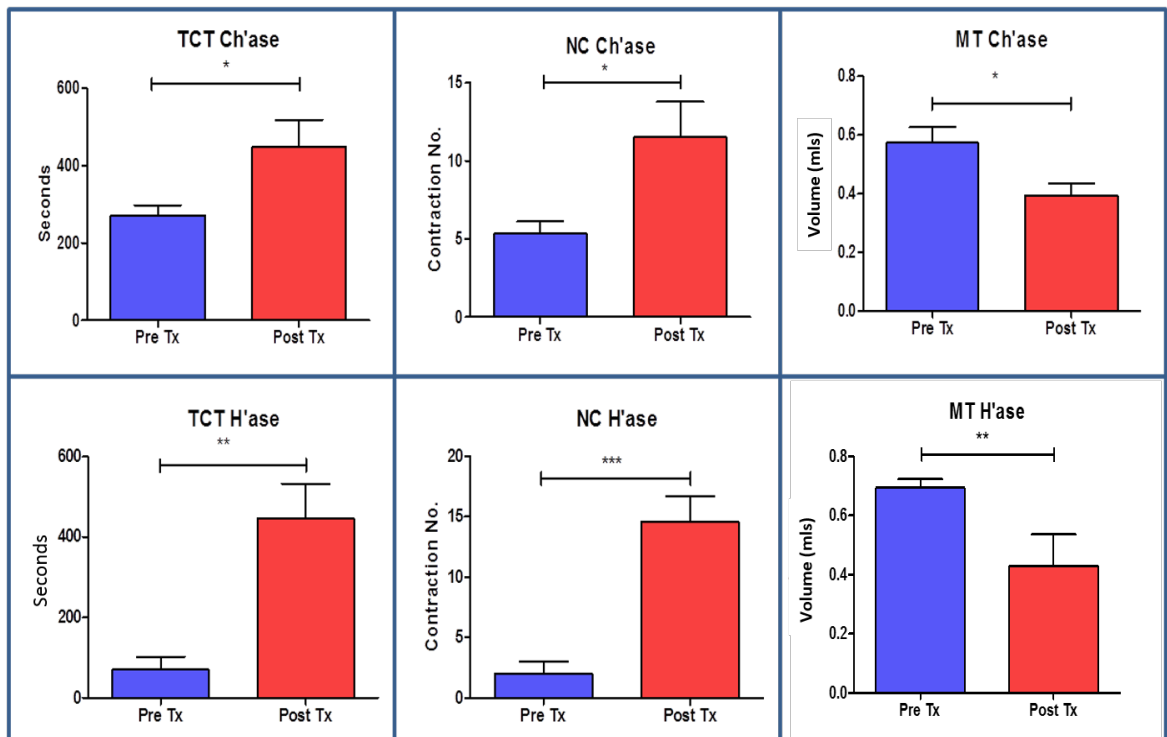 TCT Ch'ase
*
600
400
200
0
Seconds
Pre Tx Post Tx
NC Ch'ase
*
15
10
5
0
Contraction No.
Pre Tx Post Tx
MT Ch'ase
*
0.8
0.6
0.4
0.2
0.0
Volume (mls)
Pre Tx Post Tx
TCT H'ase
**
600
400
200
0
Seconds
Pre Tx Post Tx
NC H'ase
***
20
15
10
5
0
Contraction No.
Pre Tx Post Tx
MT H'ase
**
0.8
0.6
0.4
0.2
0.0
Volume (mls)
Pre Tx Post Tx